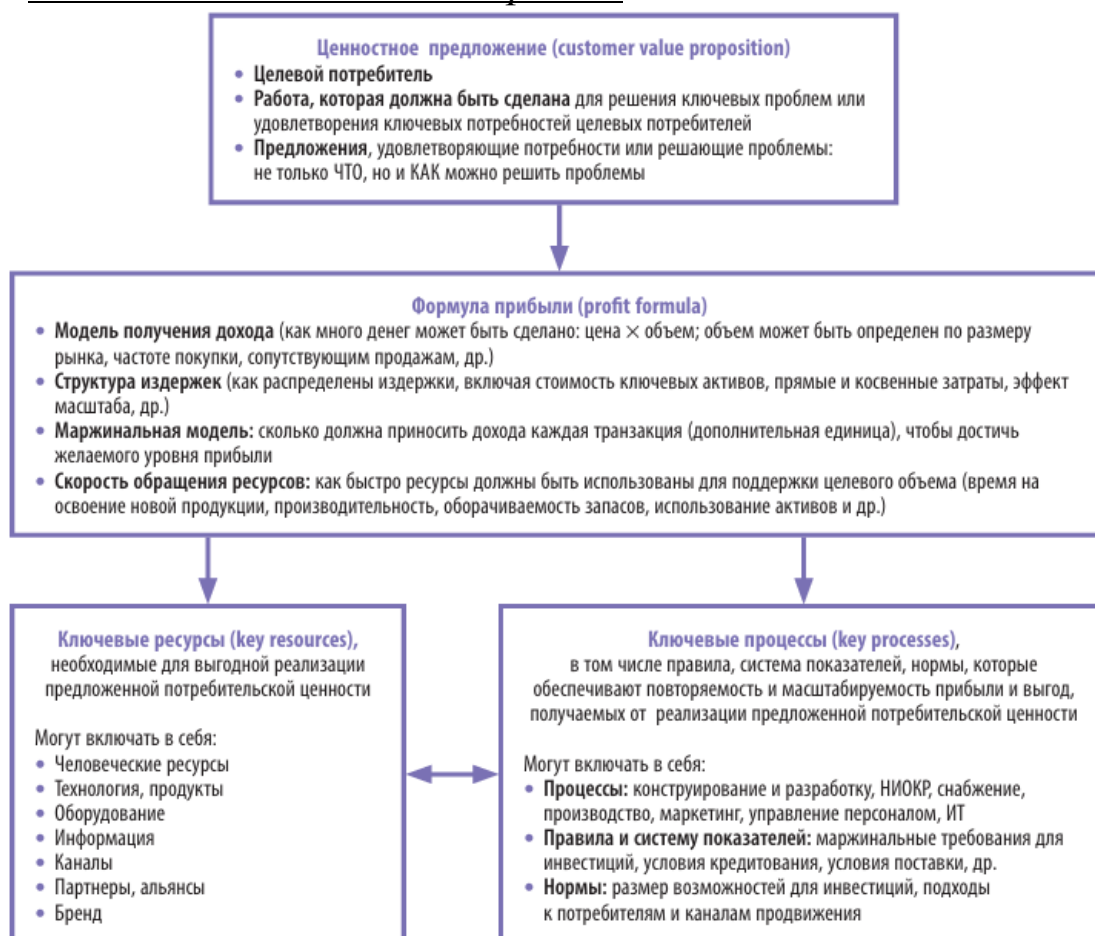 Ценностное предложение (customer value proposition)
• Целевой потребитель
• Работа, которая должна быть сделана для решения ключевых проблем или
удовлетворения ключевых потребностей целевых потребителей
• Предложения, удовлетворяющие потребности или решающие проблемы:
не только ЧТО, но и КАК можно решить проблемы
Формула прибыли (profit formula)
• Модель получения дохода (как много денег может быть сделано: цена × объем; объем может быть определен по размеру
рынка, частоте покупки, сопутствующим продажам, др.)
• Структура издержек (как распределены издержки, включая стоимость ключевых активов, прямые и косвенные затраты, эффект
масштаба, др.)
• Маржинальная модель: сколько должна приносить дохода каждая транзакция (дополнительная единица), чтобы достичь
желаемого уровня прибыли
• Скорость обращения ресурсов: как быстро ресурсы должны быть использованы для поддержки целевого объема (время на
освоение новой продукции, производительность, оборачиваемость запасов, использование активов и др.)
Ключевые ресурсы (key resources),
необходимые для выгодной реализации
предложенной потребительской ценности
Могут включать в себя:
• Человеческие ресурсы
• Технология, продукты
• Оборудование
• Информация
• Каналы
• Партнеры, альянсы
• Бренд
Ключевые процессы (key processes),
в том числе правила, система показателей, нормы, которые
обеспечивают повторяемость и масштабируемость прибыли и выгод,
получаемых от реализации предложенной потребительской ценности
Могут включать в себя:
• Процессы: конструирование и разработку, НИОКР, снабжение,
производство, маркетинг, управление персоналом, ИТ
• Правила и систему показателей: маржинальные требования для
инвестиций, условия кредитования, условия поставки, др.
• Нормы: размер возможностей для инвестиций, подходы
к потребителям и каналам продвижения